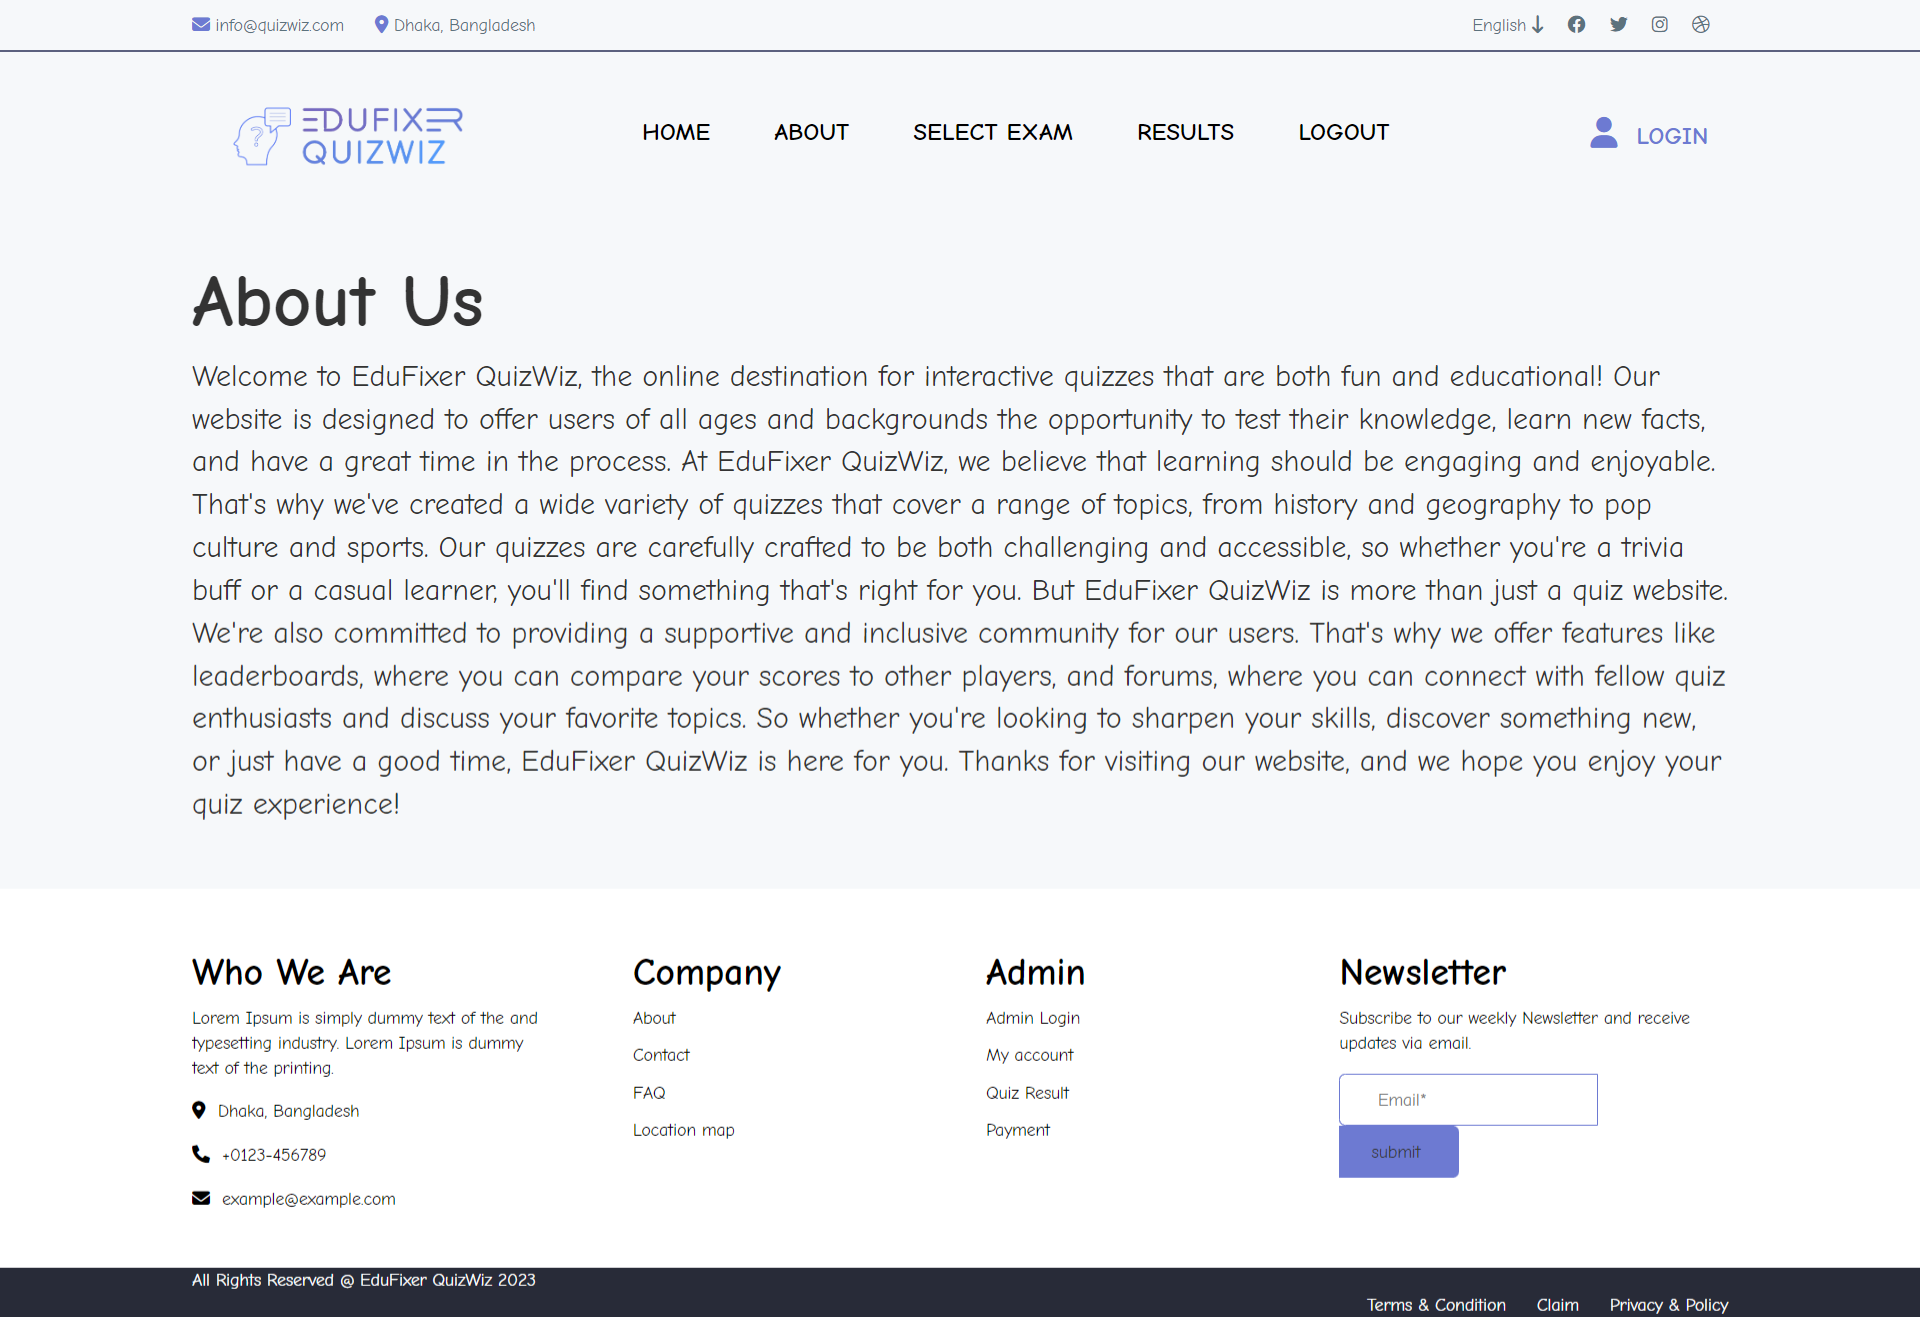 info@quizwiz.com Dhaka, Bangladesh English
EDUFIXER
QUIZWIZ
HOME ABOUT SELECT EXAM RESULTS LOGOUT LOGIN
About Us
Welcome to EduFixer QuizWiz, the online destination for interactive quizzes that are both fun and educational! Our
website is designed to offer users of all ages and backgrounds the opportunity to test their knowledge, learn new facts,
and have a great time in the process. At EduFixer QuizWiz, we believe that learning should be engaging and enjoyable.
That's why we've created a wide variety of quizzes that cover a range of topics, from history and geography to pop
culture and sports. Our quizzes are carefully crafted to be both challenging and accessible, so whether you're a trivia
buff or a casual learner, you'll find something that's right for you. But EduFixer QuizWiz is more than just a quiz website.
We're also committed to providing a supportive and inclusive community for our users. That's why we offer features like
leaderboards, where you can compare your scores to other players, and forums, where you can connect with fellow quiz
enthusiasts and discuss your favorite topics. So whether you're looking to sharpen your skills, discover something new,
or just have a good time, EduFixer QuizWiz is here for you. Thanks for visiting our website, and we hope you enjoy your
quiz experience!
Who We Are
Lorem Ipsum is simply dummy text of the and
typesetting industry. Lorem Ipsum is dummy
text of the printing.
Dhaka, Bangladesh
+0123-456789
example@example.com
Company
About
Contact
FAQ
Location map
Admin
Admin Login
My account
Quiz Result
Payment
Newsletter
Subscribe to our weekly Newsletter and receive
updates via email.
Email*
submit
All Rights Reserved @ EduFixer QuizWiz 2023
Terms & Condition Claim Privacy & Policy